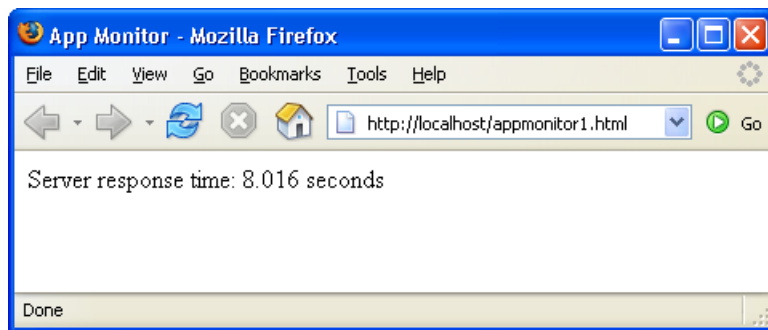 App Monitor - Mozilla Firefox
File Edit View Go Bookmarks Tools Help
http://localhost/appmonitor1.html Go
Server response time: 8.016 seconds
Done